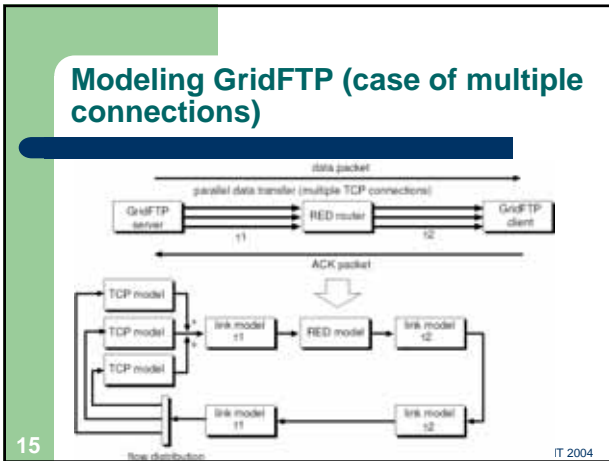 Modeling GridFTP (case of multiple
connections)
data packet
parallel data transfer (multiple TCP connections)
GridFTP
server
RED router
GridFTP
client
τ1
τ2
ACK packet
TCP model
TCP model
TCP model
+
+
link model
τ1
RED model
link model
τ2
link model
τ1
link model
τ2
flow distribution
15
IT 2004